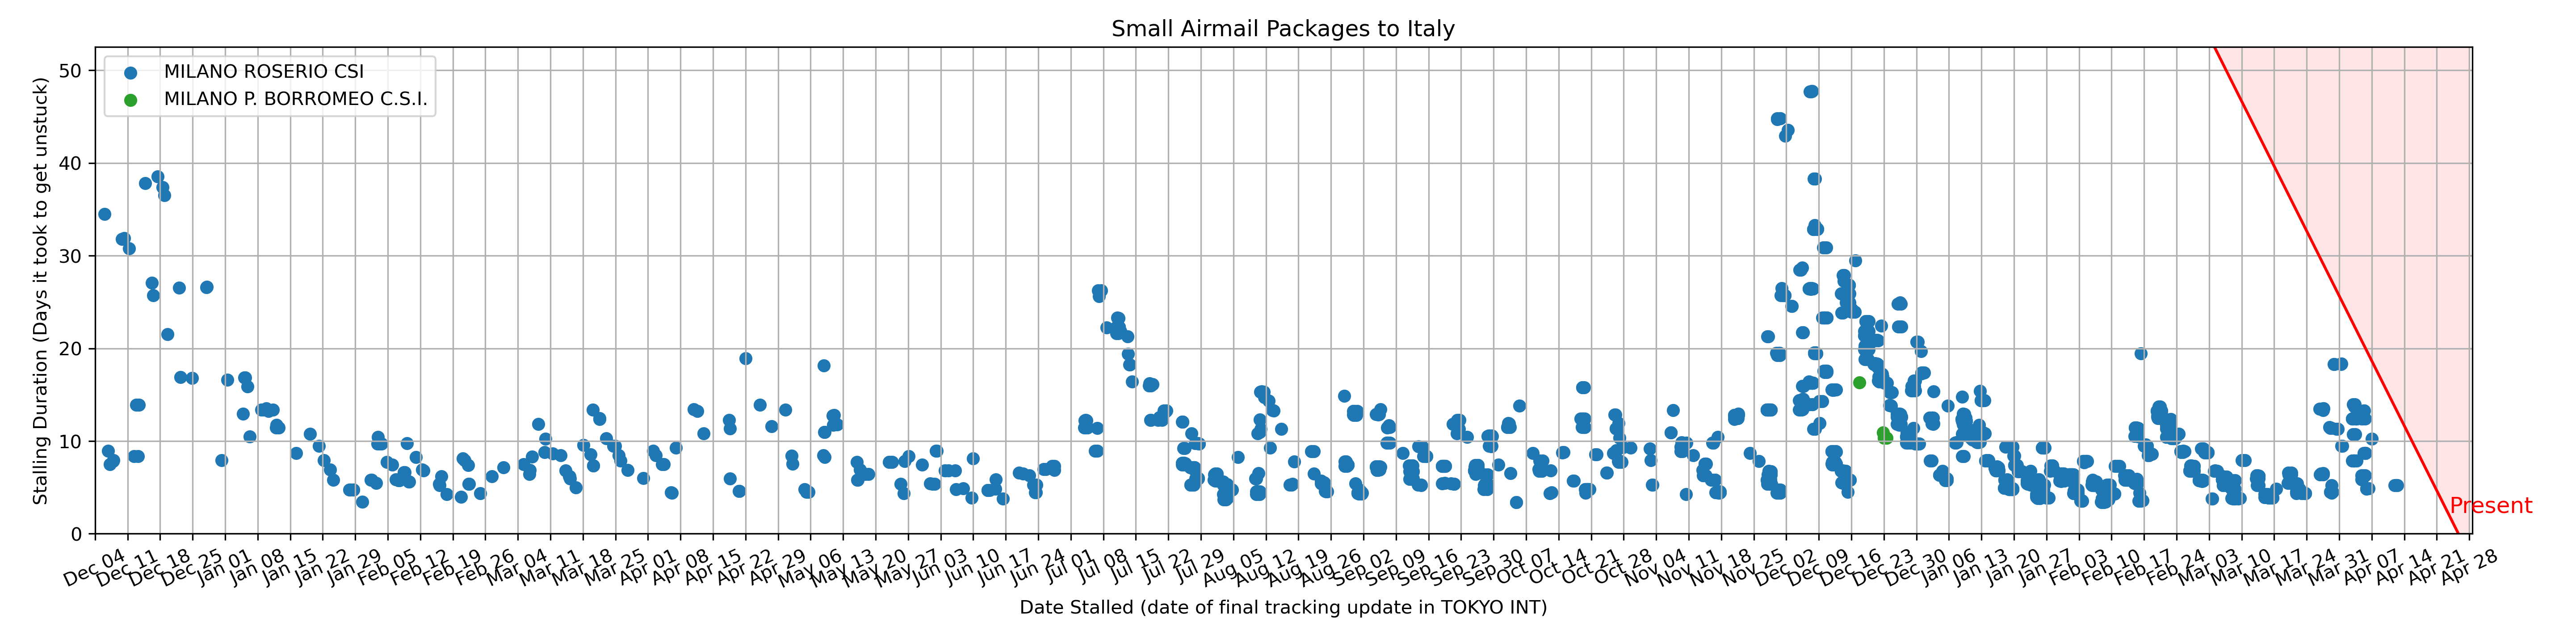 Small Airmail Packages to Italy
MILANO ROSERIO CSI
MILANO P. BORROMEO C.S.I.
Stalling Duration (Days it took to get unstuck)
50
40
30
20
10
0
Present
Dec 04
Dec 11
Dec 18
Dec 25
Jan 01
Jan 08
Jan 15
Jan 22
Jan 29
Feb 05
Feb 12
Feb 19
Feb 26
Mar 04
Mar 11
Mar 18
Mar 25
Apr 01
Apr 08
Apr 15
Apr 22
Apr 29
May 06
May 13
May 20
May 27
Jun 03
Jun 10
Jun 17
Jun 24
Jul 01
Jul 08
Jul 15
Jul 22
Jul 29
Aug 05
Aug 12
Aug 19
Aug 26
Sep 02
Sep 09
Sep 16
Sep 23
Sep 30
Oct 07
Oct 14
Oct 21
Oct 28
Nov 04
Nov 11
Nov 18
Nov 25
Dec 02
Dec 09
Dec 16
Dec 23
Dec 30
Jan 06
Jan 13
Jan 20
Jan 27
Feb 03
Feb 10
Feb 17
Feb 24
Mar 03
Mar 10
Mar 17
Mar 24
Mar 31
Apr 07
Apr 14
Apr 21
Apr 28
Date Stalled (date of final tracking update in TOKYO INT)